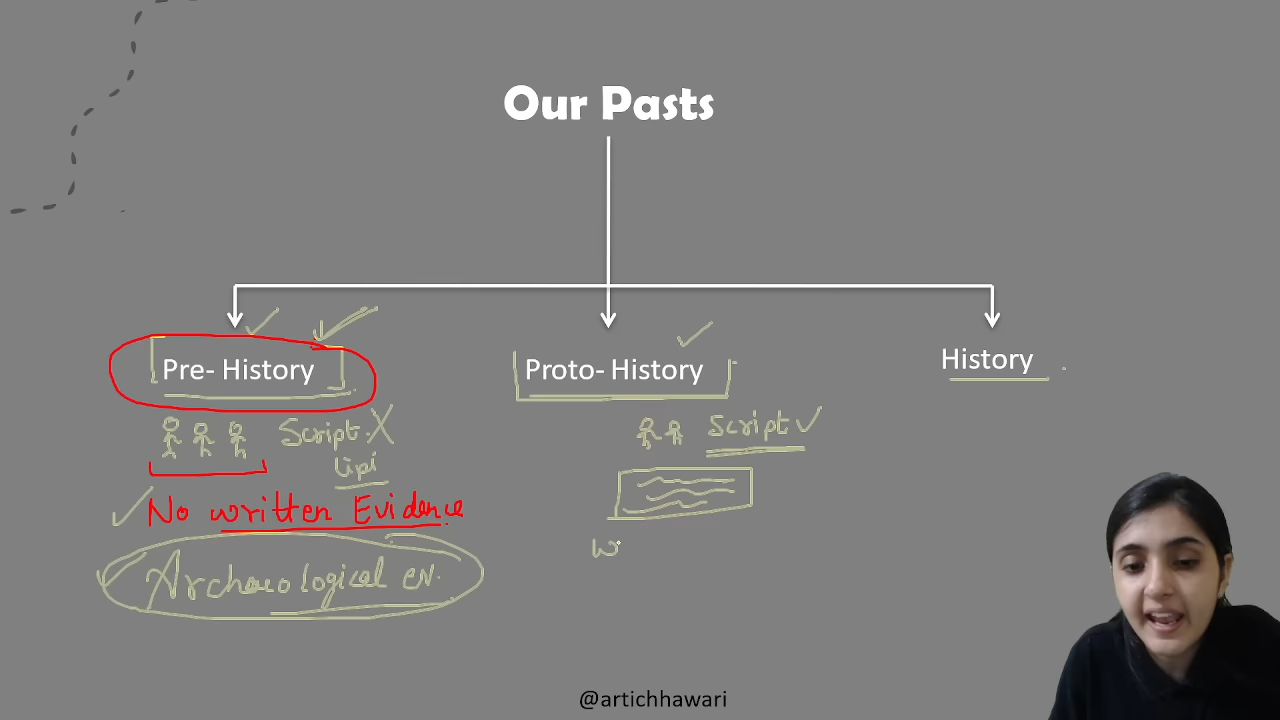 Our Pasts
Pre- History
Proto- History
History
Script X
lipi
Script ✓
No written Evidence
w
Archaeological ev.
@artichhawari